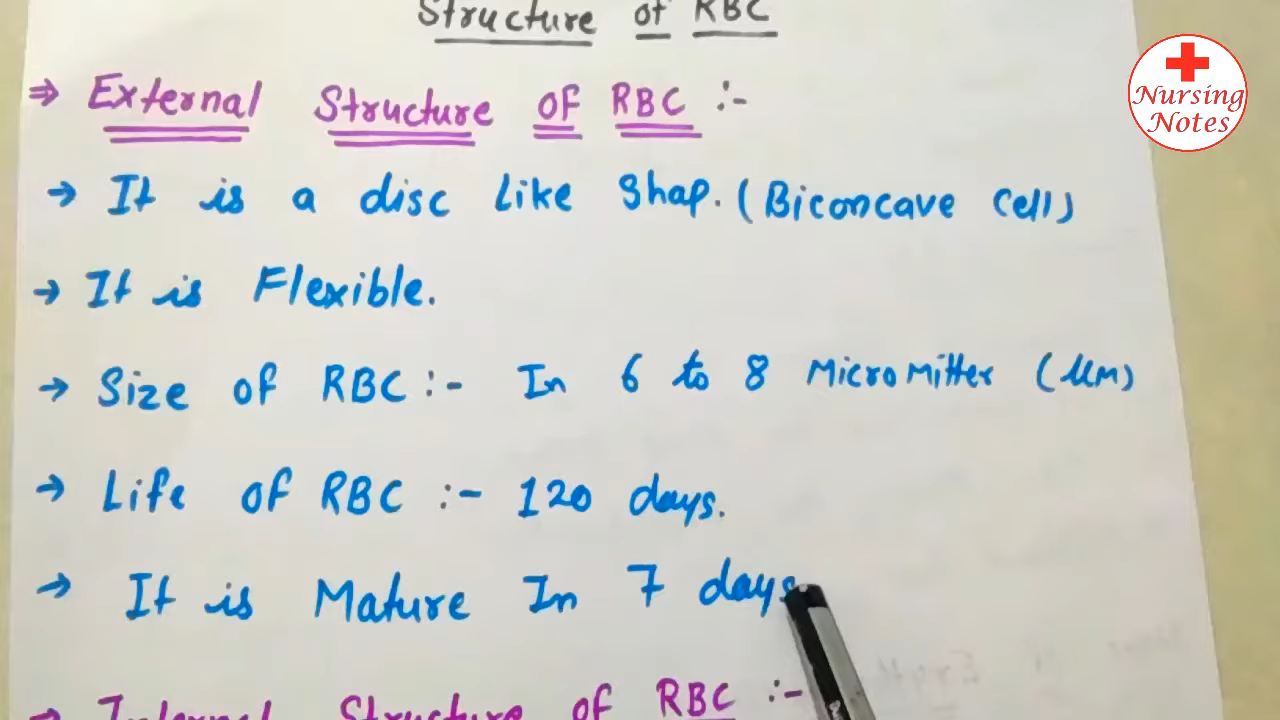 Structure of RBC
⇒ External Structure OF RBC :-
Nursing
Notes
→ It is a disc like Shap. (Biconcave Cell)
→ It is Flexible.
→ Size of RBC :- In 6 to 8 MicroMitter (UM)
→ Life of RBC :- 120 days.
→ It is Mature In 7 days
⇒ Internal Structure of RBC :-